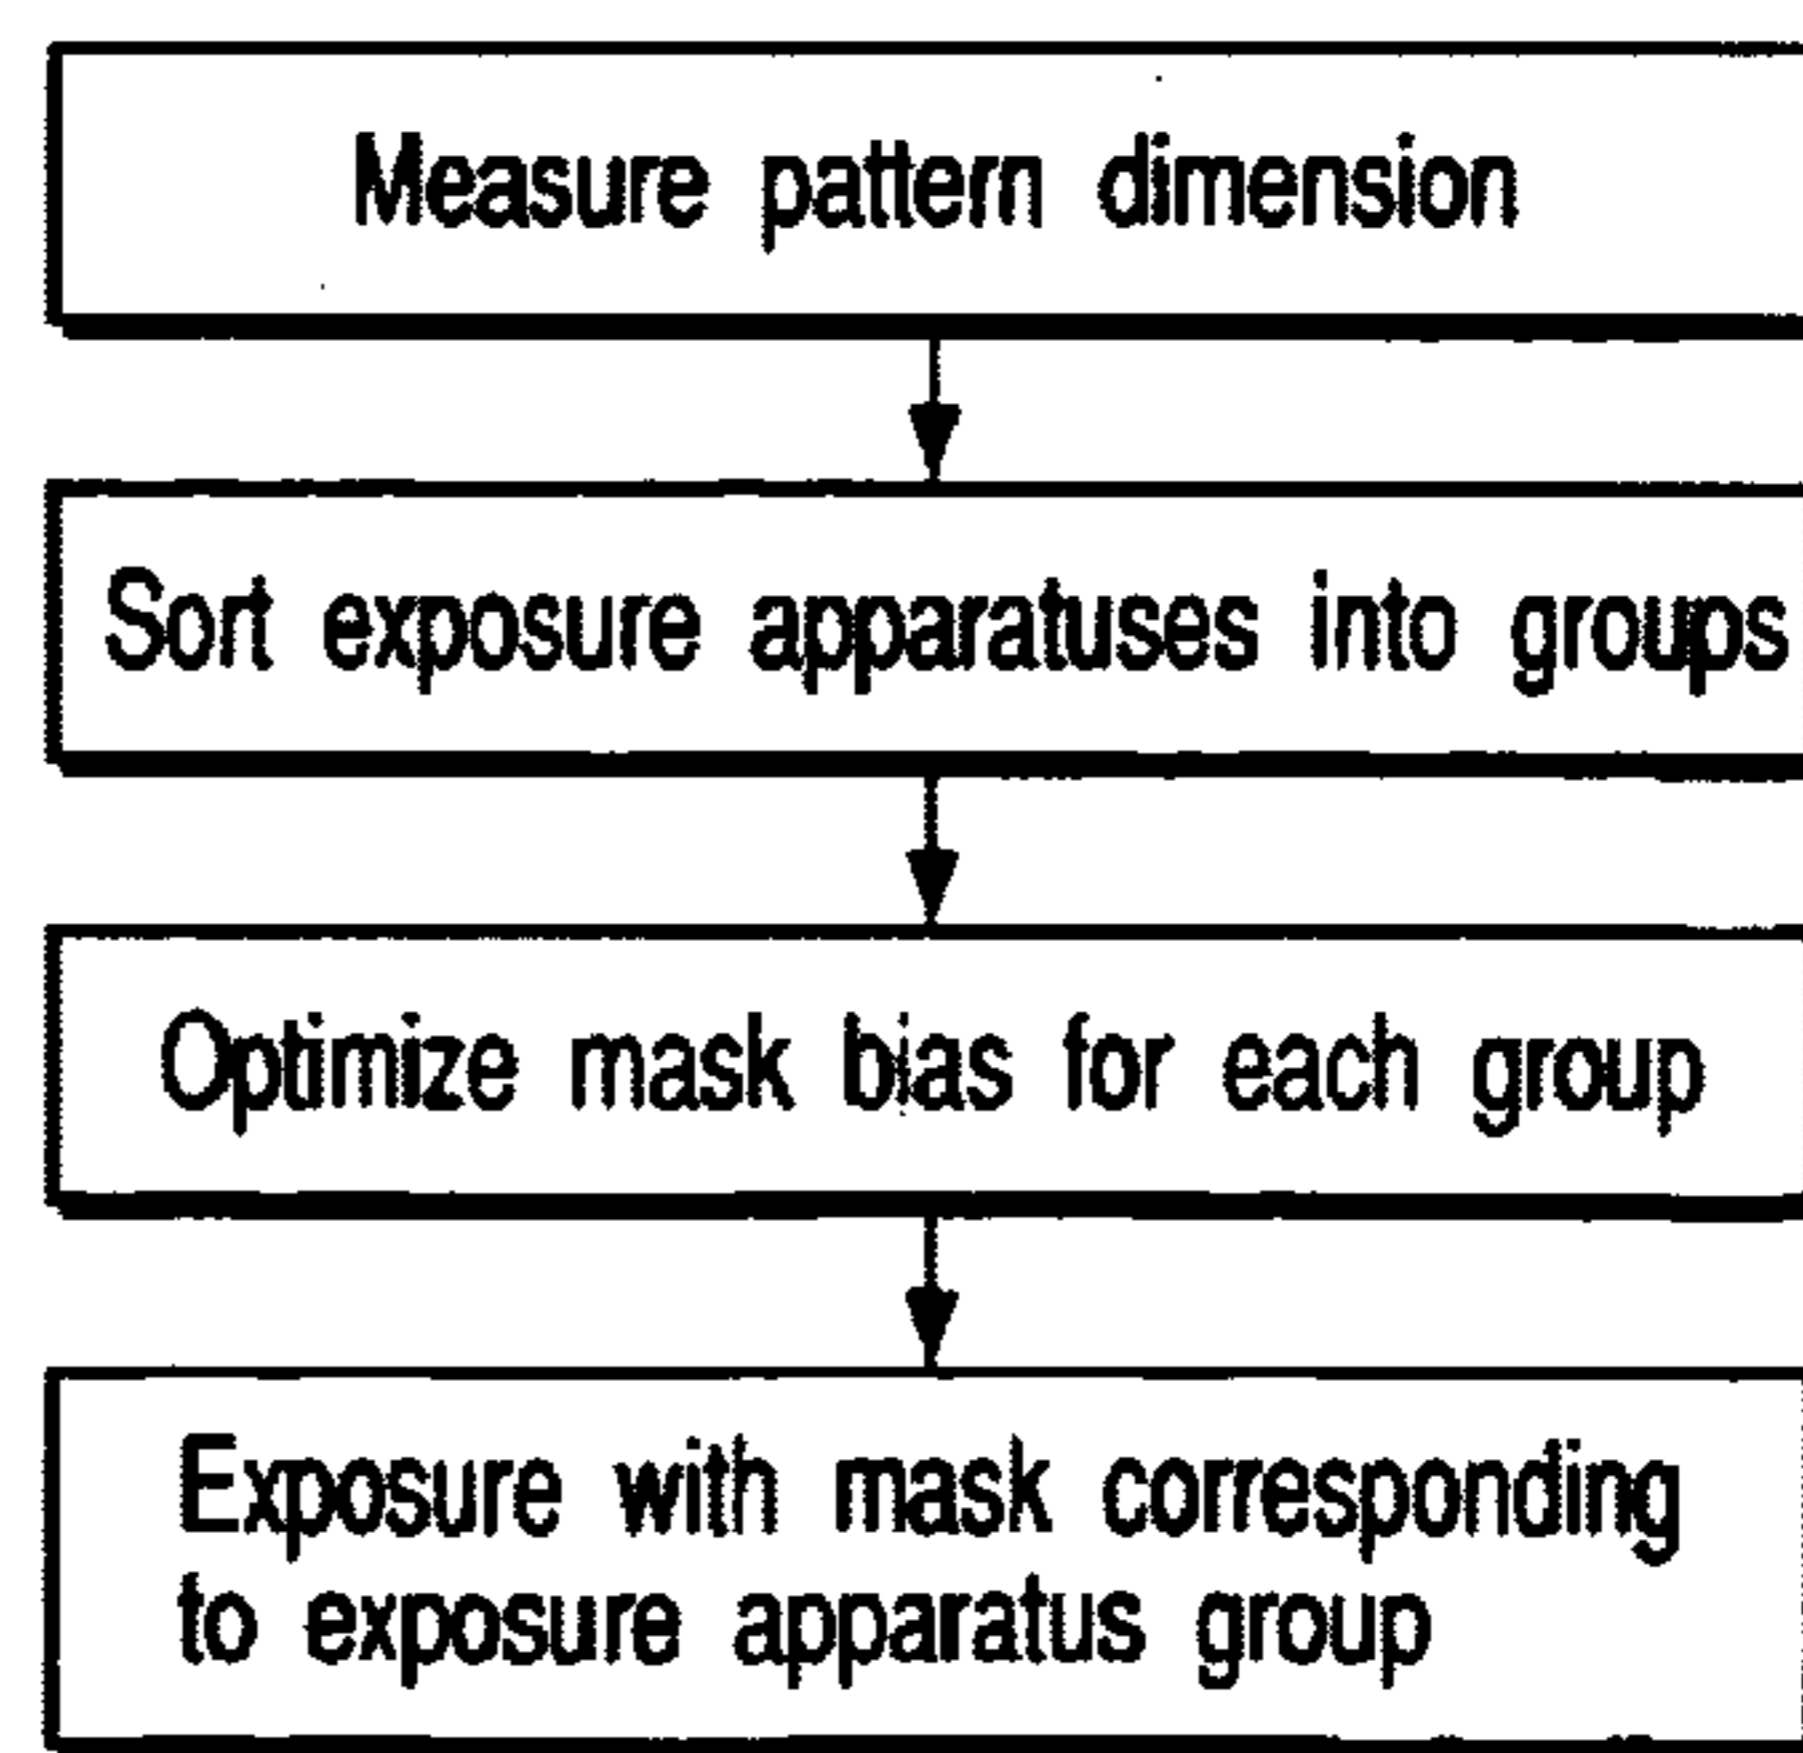 Measure pattern dimension
Sort exposure apparatuses into groups
Optimize mask bias for each group
Exposure with mask corresponding
to exposure apparatus group